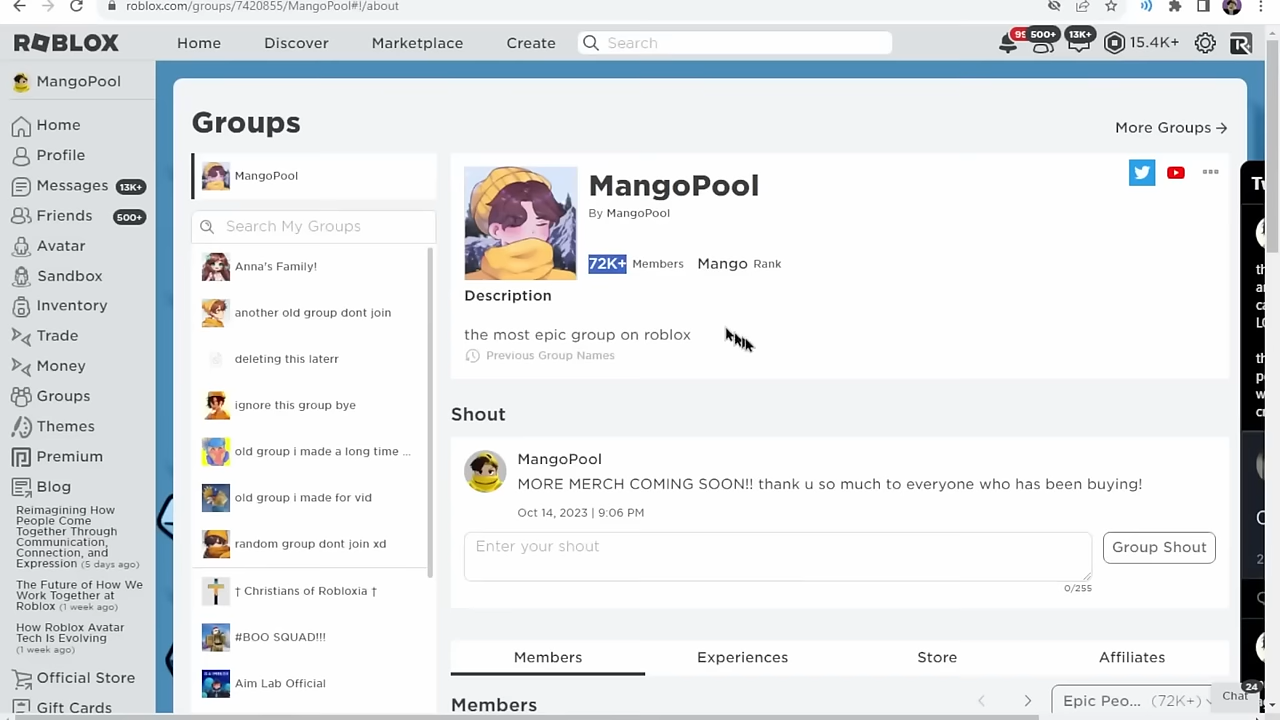 roblox.com/groups/7420855/MangoPool#!/about
ROBLOX
Home
Discover
Marketplace
Create
Search
500+
13K+
15.4K+
MangoPool
Home
Profile
Messages 13K+
Friends 500+
Avatar
Sandbox
Inventory
Trade
Money
Groups
Themes
Premium
Blog
Reimagining How
People Come
Together Through
Communication,
Connection, and
Expression (5 days ago)
The Future of How We
Work Together at
Roblox (1 week ago)
How Roblox Avatar
Tech Is Evolving
(1 week ago)
Official Store
Gift Cards
Groups
More Groups →
MangoPool
Search My Groups
Anna's Family!
another old group dont join
deleting this laterr
ignore this group bye
old group i made a long time ...
old group i made for vid
random group dont join xd
† Christians of Robloxia †
#BOO SQUAD!!!
Aim Lab Official
MangoPool
By MangoPool
72K+ Members Mango Rank
Description
the most epic group on roblox
Previous Group Names
Shout
MangoPool
MORE MERCH COMING SOON!! thank u so much to everyone who has been buying!
Oct 14, 2023 | 9:06 PM
Enter your shout
Group Shout
0/255
Members
Experiences
Store
Affiliates
Members
Epic Peo... (72K+)
Chat
24